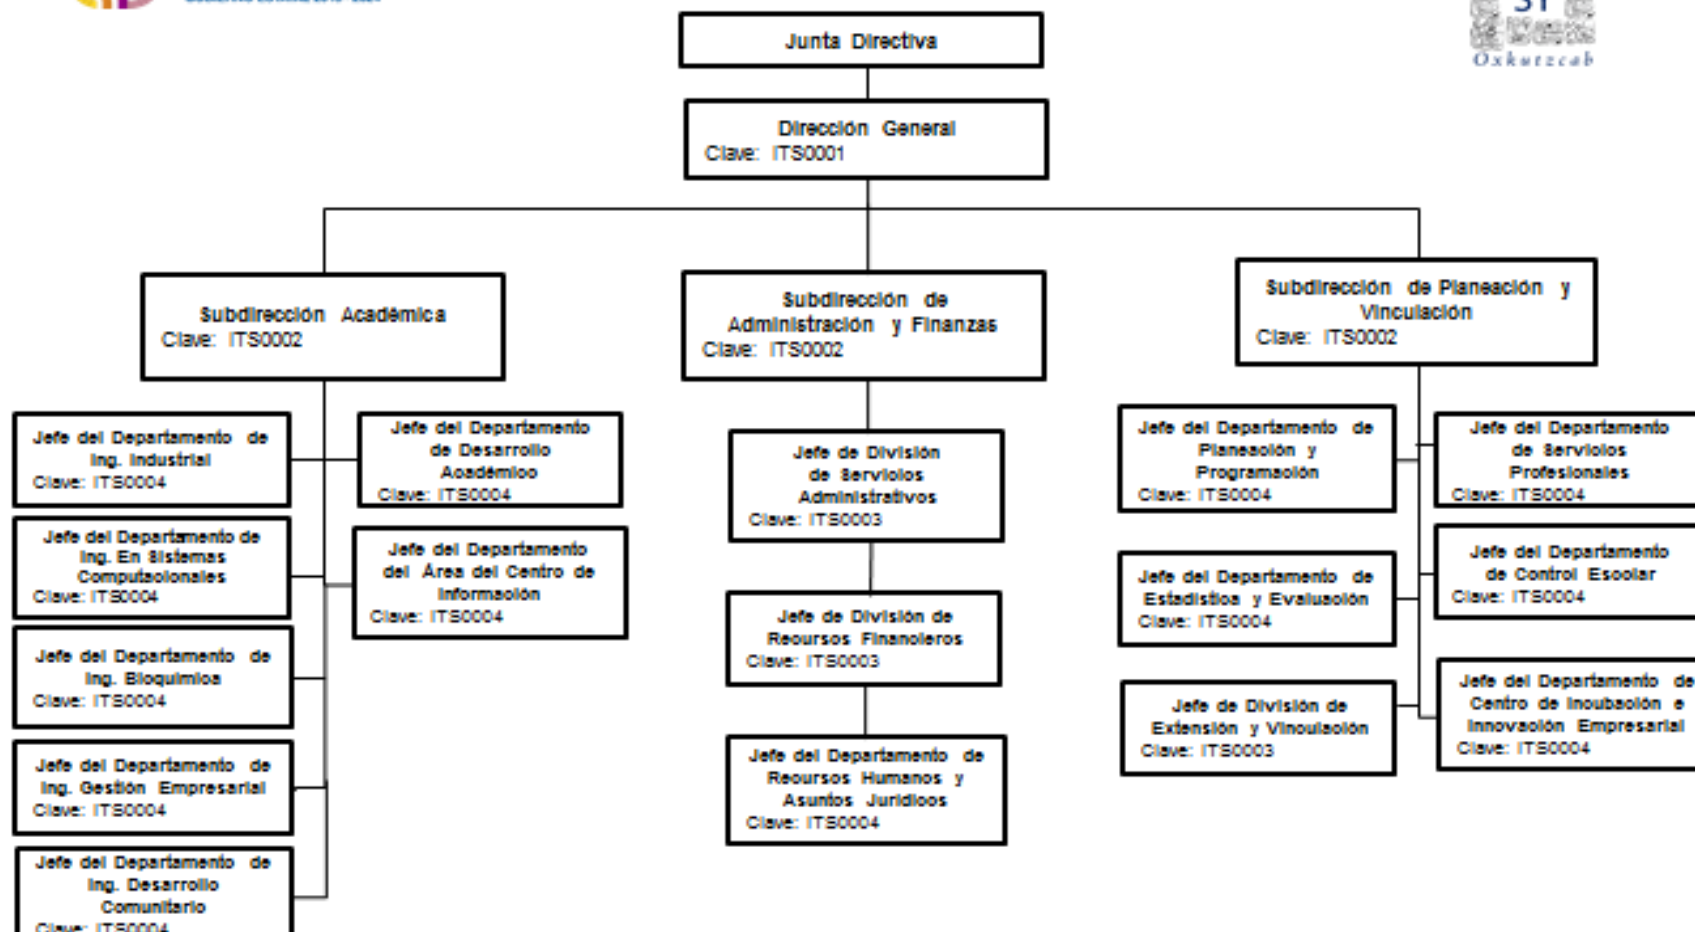 Oxkutzcab
Junta Directiva
Dirección General
Clave: ITS0001
Subdirección Académica
Clave: ITS0002
Subdirección de
Administración y Finanzas
Clave: ITS0002
Subdirección de Planeación y
Vinculación
Clave: ITS0002
Jefe del Departamento de
Ing. Industrial
Clave: ITS0004
Jefe del Departamento
de Desarrollo
Académico
Clave: ITS0004
Jefe del Departamento de
Ing. En Sistemas
Computacionales
Clave: ITS0004
Jefe del Departamento
del Área del Centro de
Información
Clave: ITS0004
Jefe del Departamento de
Ing. Bioquímica
Clave: ITS0004
Jefe del Departamento de
Ing. Gestión Empresarial
Clave: ITS0004
Jefe del Departamento de
Ing. Desarrollo
Comunitario
Clave: ITS0004
Jefe de División
de Servicios
Administrativos
Clave: ITS0003
Jefe de División de
Recursos Financieros
Clave: ITS0003
Jefe del Departamento de
Recursos Humanos y
Asuntos Jurídicos
Clave: ITS0004
Jefe del Departamento de
Planeación y
Programación
Clave: ITS0004
Jefe del Departamento
de Servicios
Profesionales
Clave: ITS0004
Jefe del Departamento de
Estadística y Evaluación
Clave: ITS0004
Jefe del Departamento
de Control Escolar
Clave: ITS0004
Jefe de División de
Extensión y Vinculación
Clave: ITS0003
Jefe del Departamento de
Centro de Incubación e
Innovación Empresarial
Clave: ITS0004